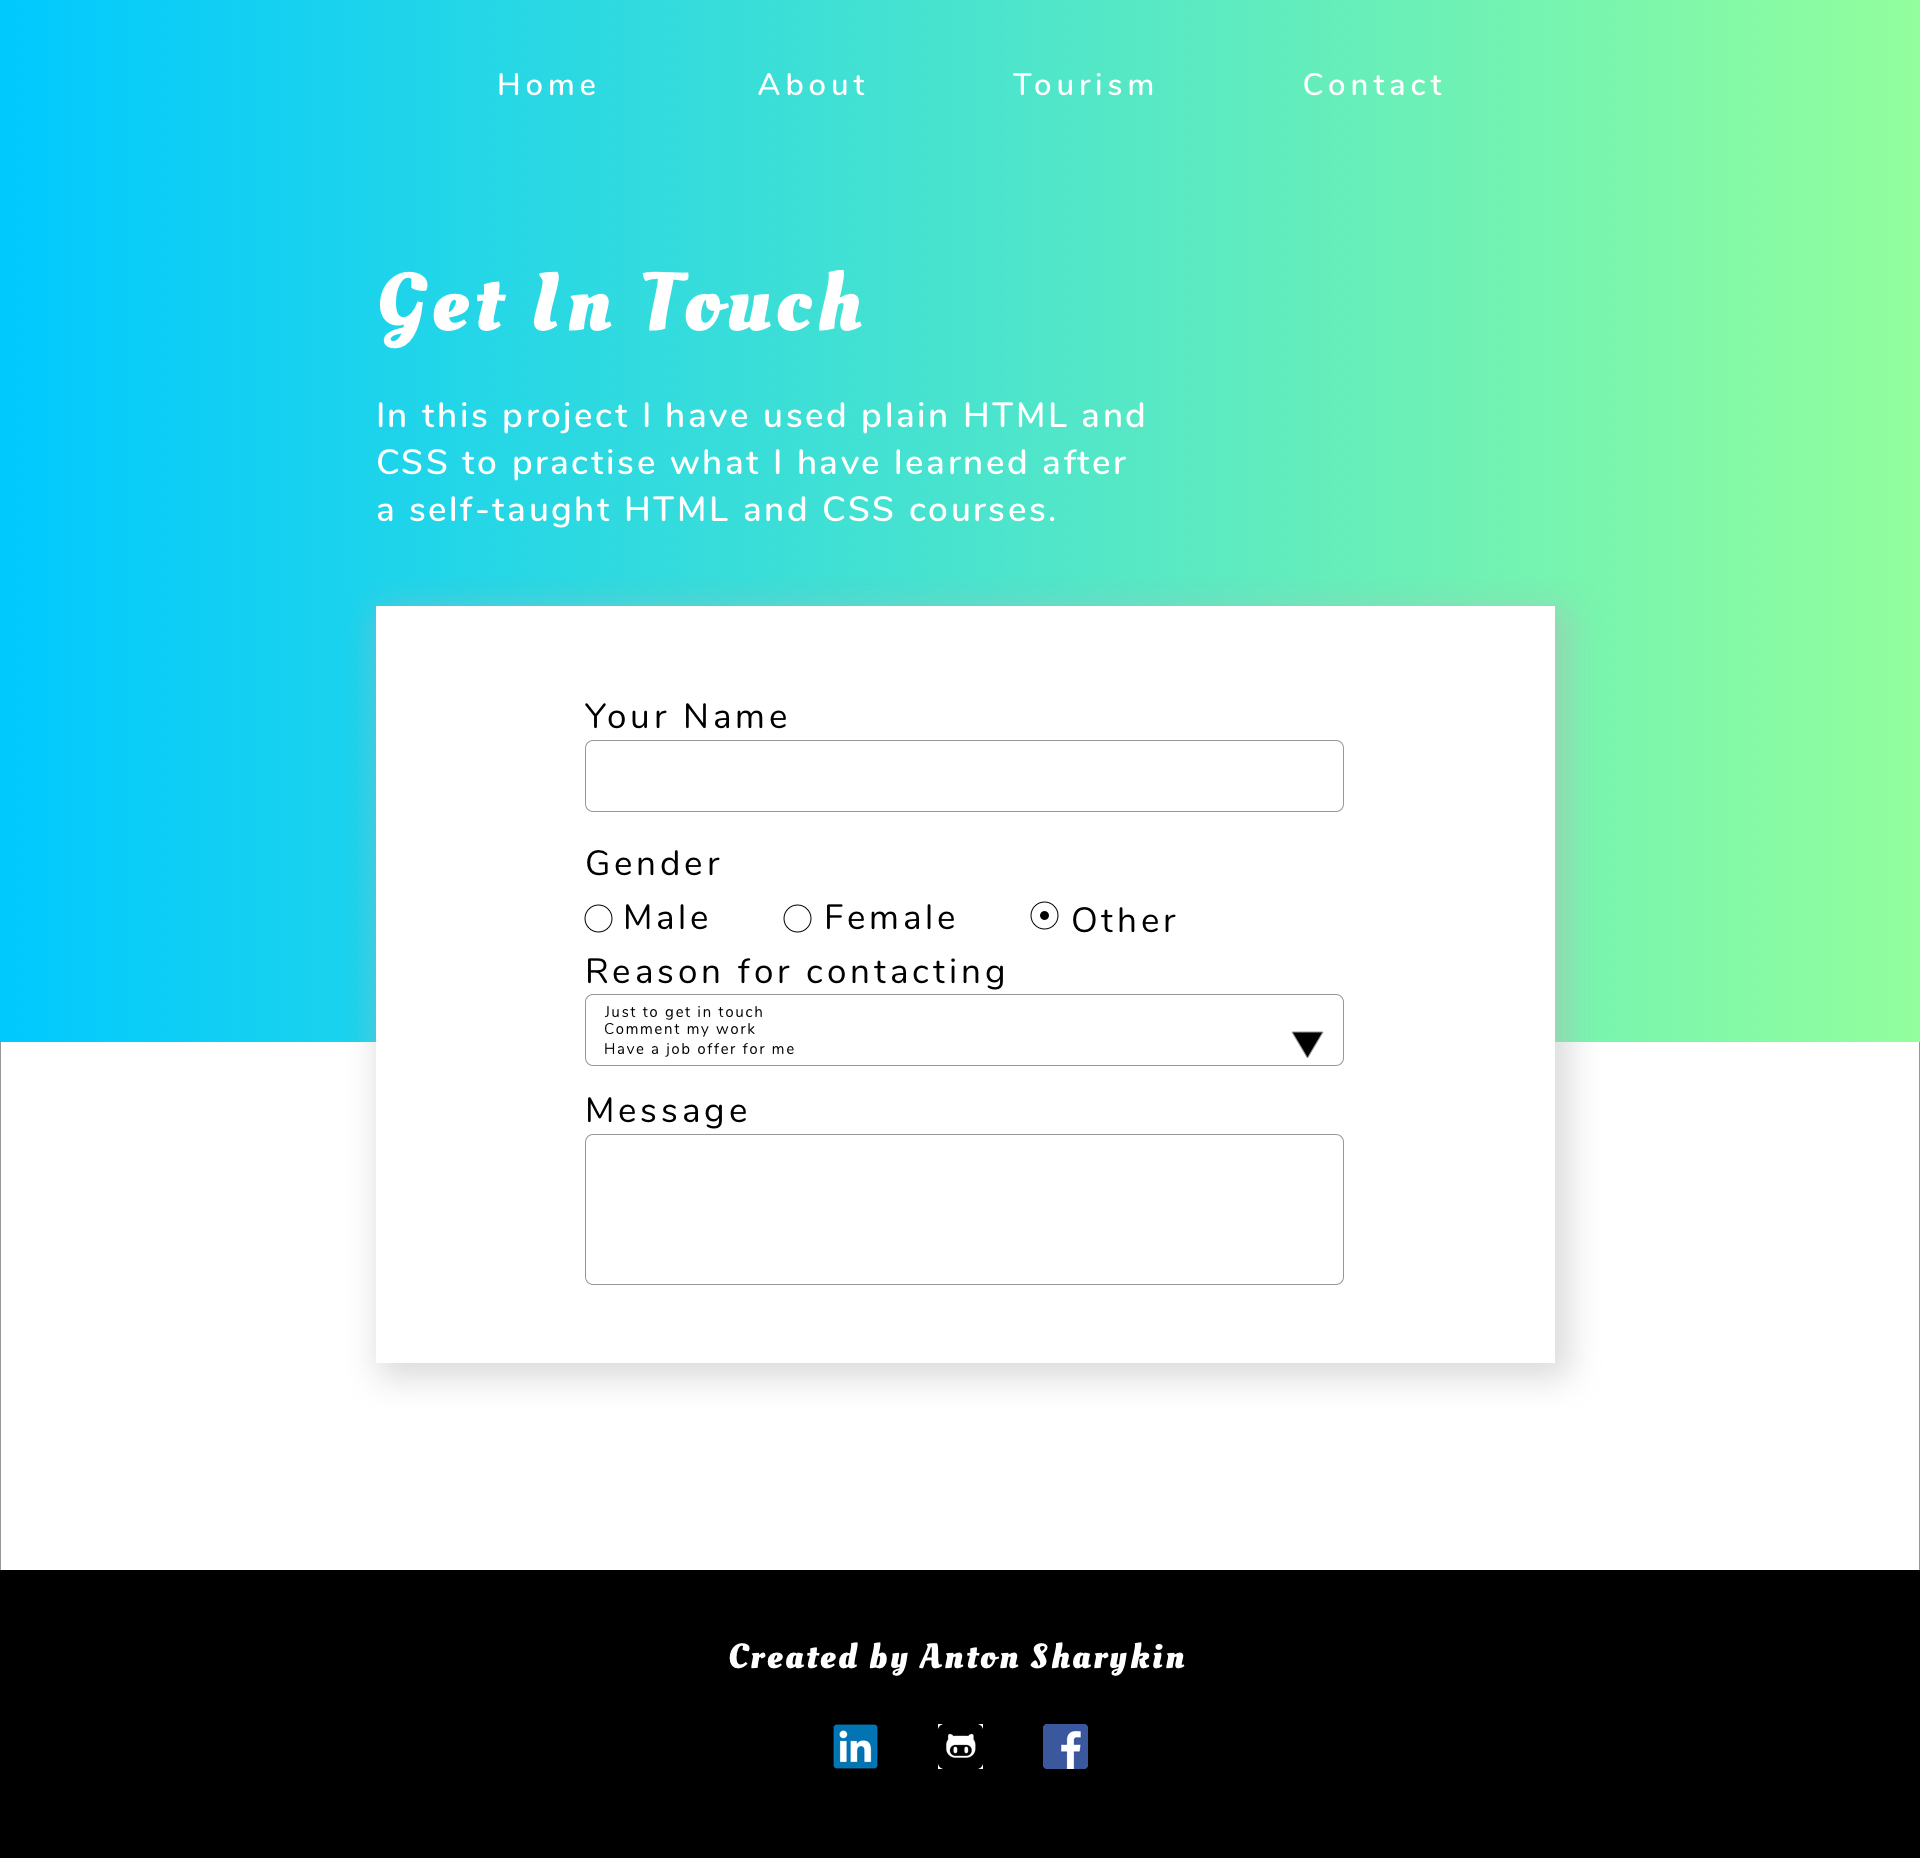 Home About Tourism Contact
Get In Touch
In this project I have used plain HTML and
CSS to practise what I have learned after
a self-taught HTML and CSS courses.
Your Name
Gender
Male Female Other
Reason for contacting
Just to get in touch
Comment my work
Have a job offer for me
Message
Created by Anton Sharykin
in f